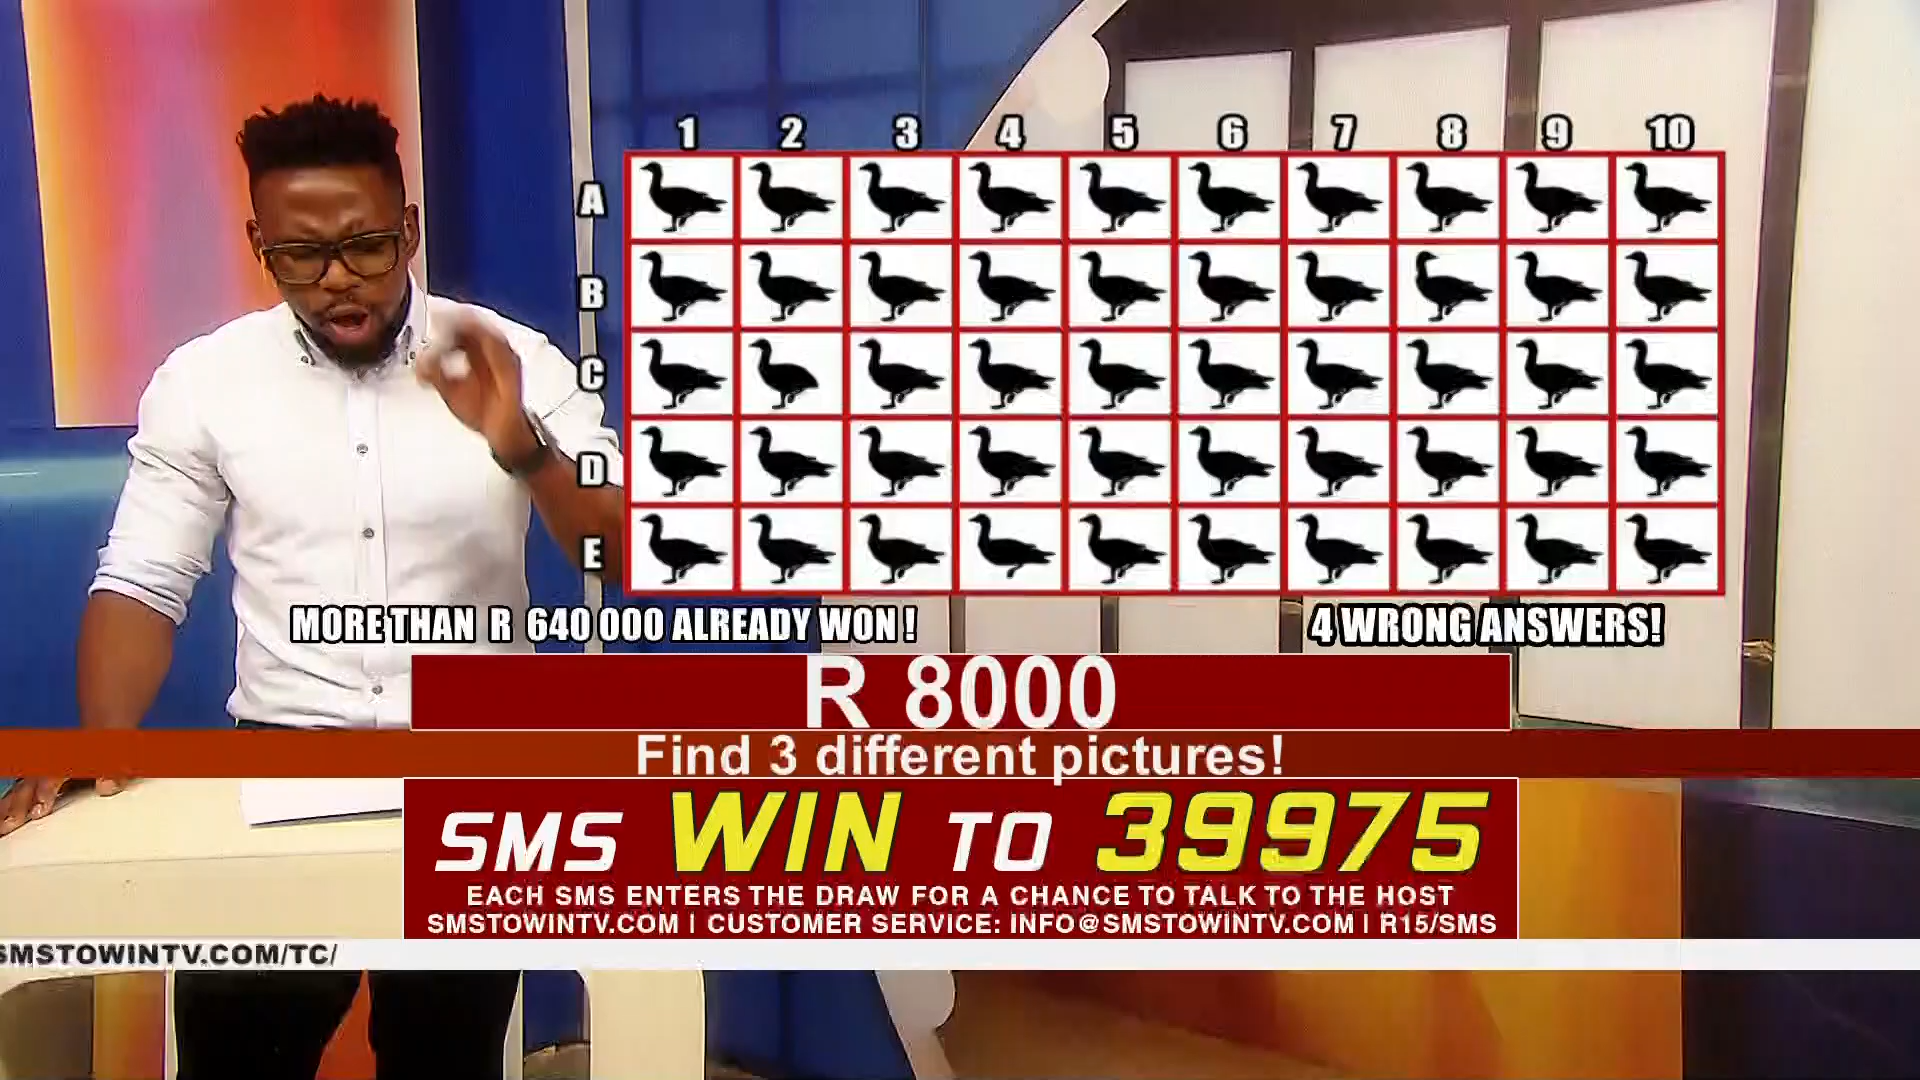 1 2 3 4 5 6 7 8 9 10
A
B
C
D
E
MORE THAN R 640 000 ALREADY WON !
4 WRONG ANSWERS!
R 8000
Find 3 different pictures!
SMS WIN TO 39975
EACH SMS ENTERS THE DRAW FOR A CHANCE TO TALK TO THE HOST
SMSTOWINTV.COM | CUSTOMER SERVICE: INFO@SMSTOWINTV.COM | R15/SMS
SMSTOWINTV.COM/TC/